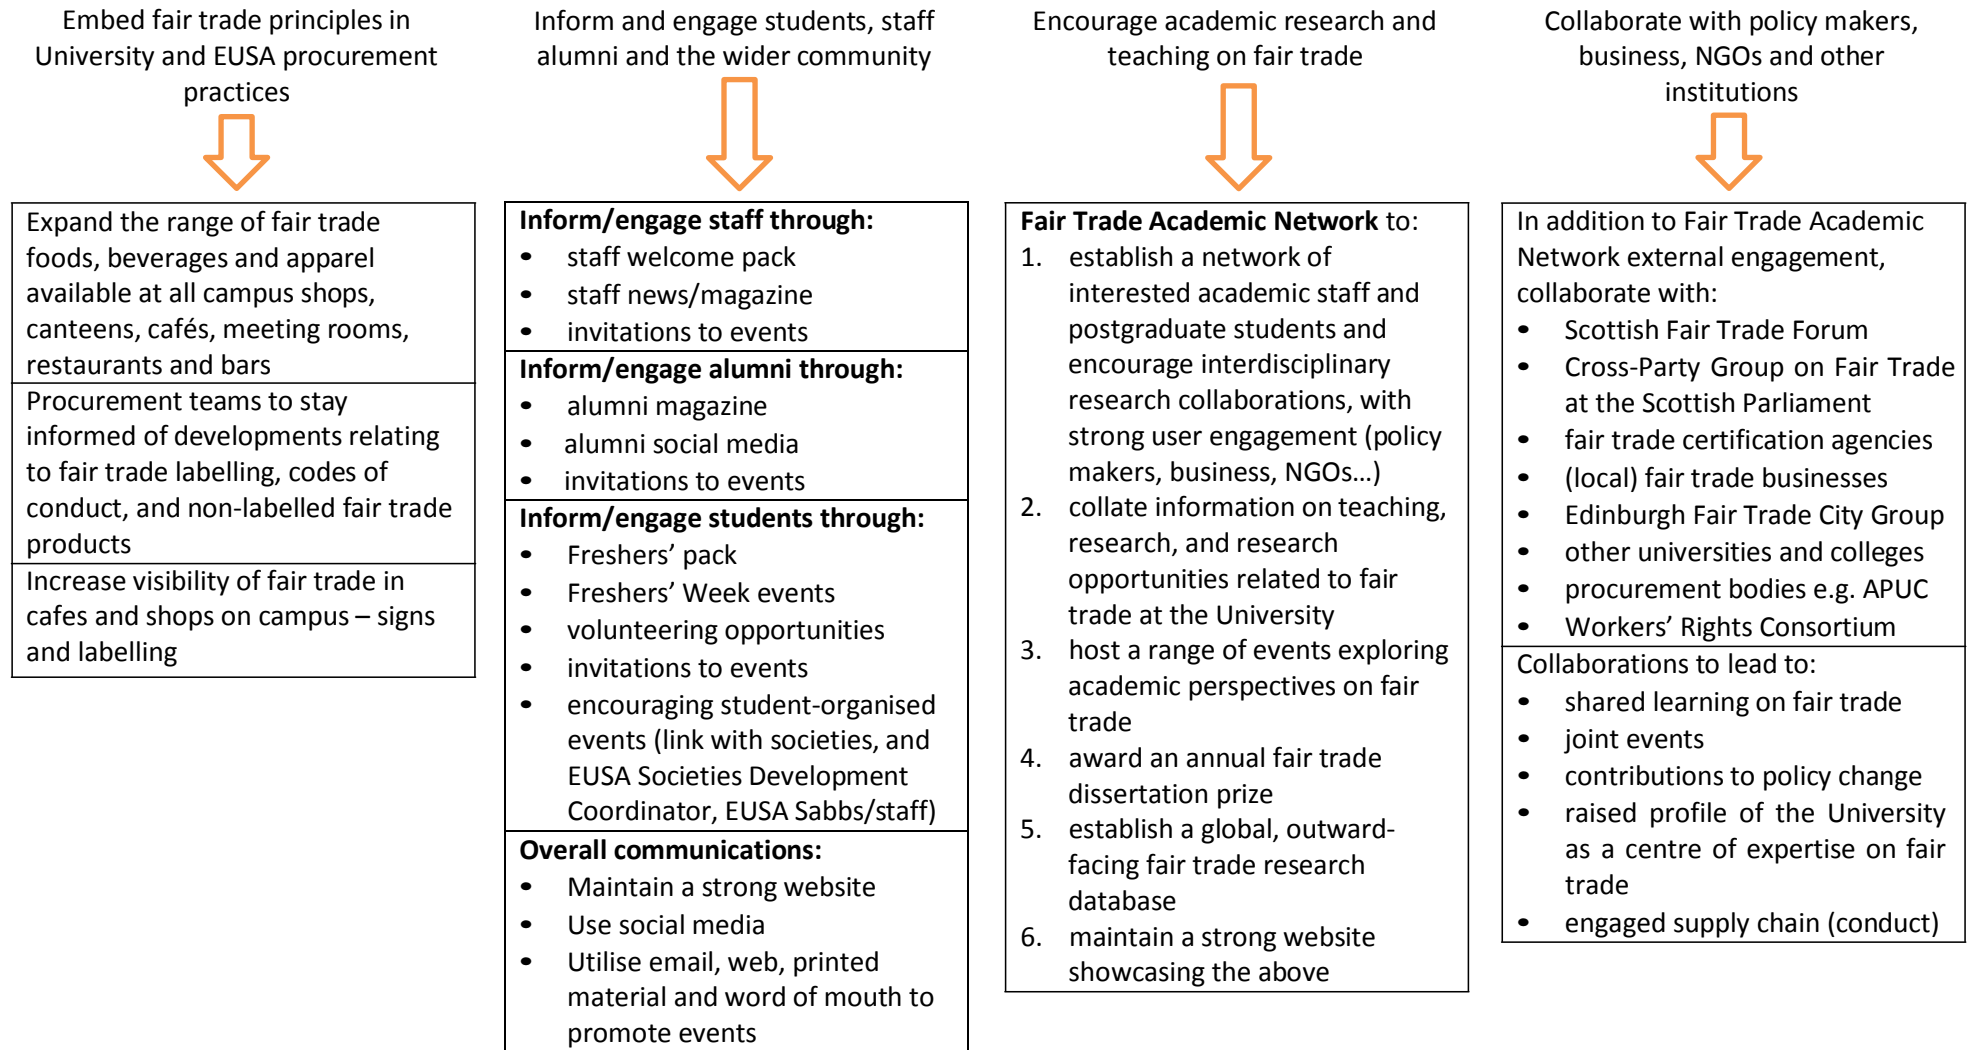 Embed fair trade principles in
University and EUSA procurement
practices
Expand the range of fair trade
foods, beverages and apparel
available at all campus shops,
canteens, cafés, meeting rooms,
restaurants and bars
Procurement teams to stay
informed of developments relating
to fair trade labelling, codes of
conduct, and non-labelled fair trade
products
Increase visibility of fair trade in
cafes and shops on campus – signs
and labelling
Inform and engage students, staff
alumni and the wider community
Inform/engage staff through:
• staff welcome pack
• staff news/magazine
• invitations to events
Inform/engage alumni through:
• alumni magazine
• alumni social media
• invitations to events
Inform/engage students through:
• Freshers’ pack
• Freshers’ Week events
• volunteering opportunities
• invitations to events
• encouraging student-organised
events (link with societies, and
EUSA Societies Development
Coordinator, EUSA Sabbs/staff)
Overall communications:
• Maintain a strong website
• Use social media
• Utilise email, web, printed
material and word of mouth to
promote events
Encourage academic research and
teaching on fair trade
Fair Trade Academic Network to:
1. establish a network of
interested academic staff and
postgraduate students and
encourage interdisciplinary
research collaborations, with
strong user engagement (policy
makers, business, NGOs…)
2. collate information on teaching,
research, and research
opportunities related to fair
trade at the University
3. host a range of events exploring
academic perspectives on fair
trade
4. award an annual fair trade
dissertation prize
5. establish a global, outward-
facing fair trade research
database
6. maintain a strong website
showcasing the above
Collaborate with policy makers,
business, NGOs and other
institutions
In addition to Fair Trade Academic
Network external engagement,
collaborate with:
• Scottish Fair Trade Forum
• Cross-Party Group on Fair Trade
at the Scottish Parliament
• fair trade certification agencies
• (local) fair trade businesses
• Edinburgh Fair Trade City Group
• other universities and colleges
• procurement bodies e.g. APUC
• Workers’ Rights Consortium
Collaborations to lead to:
• shared learning on fair trade
• joint events
• contributions to policy change
• raised profile of the University
as a centre of expertise on fair
trade
• engaged supply chain (conduct)